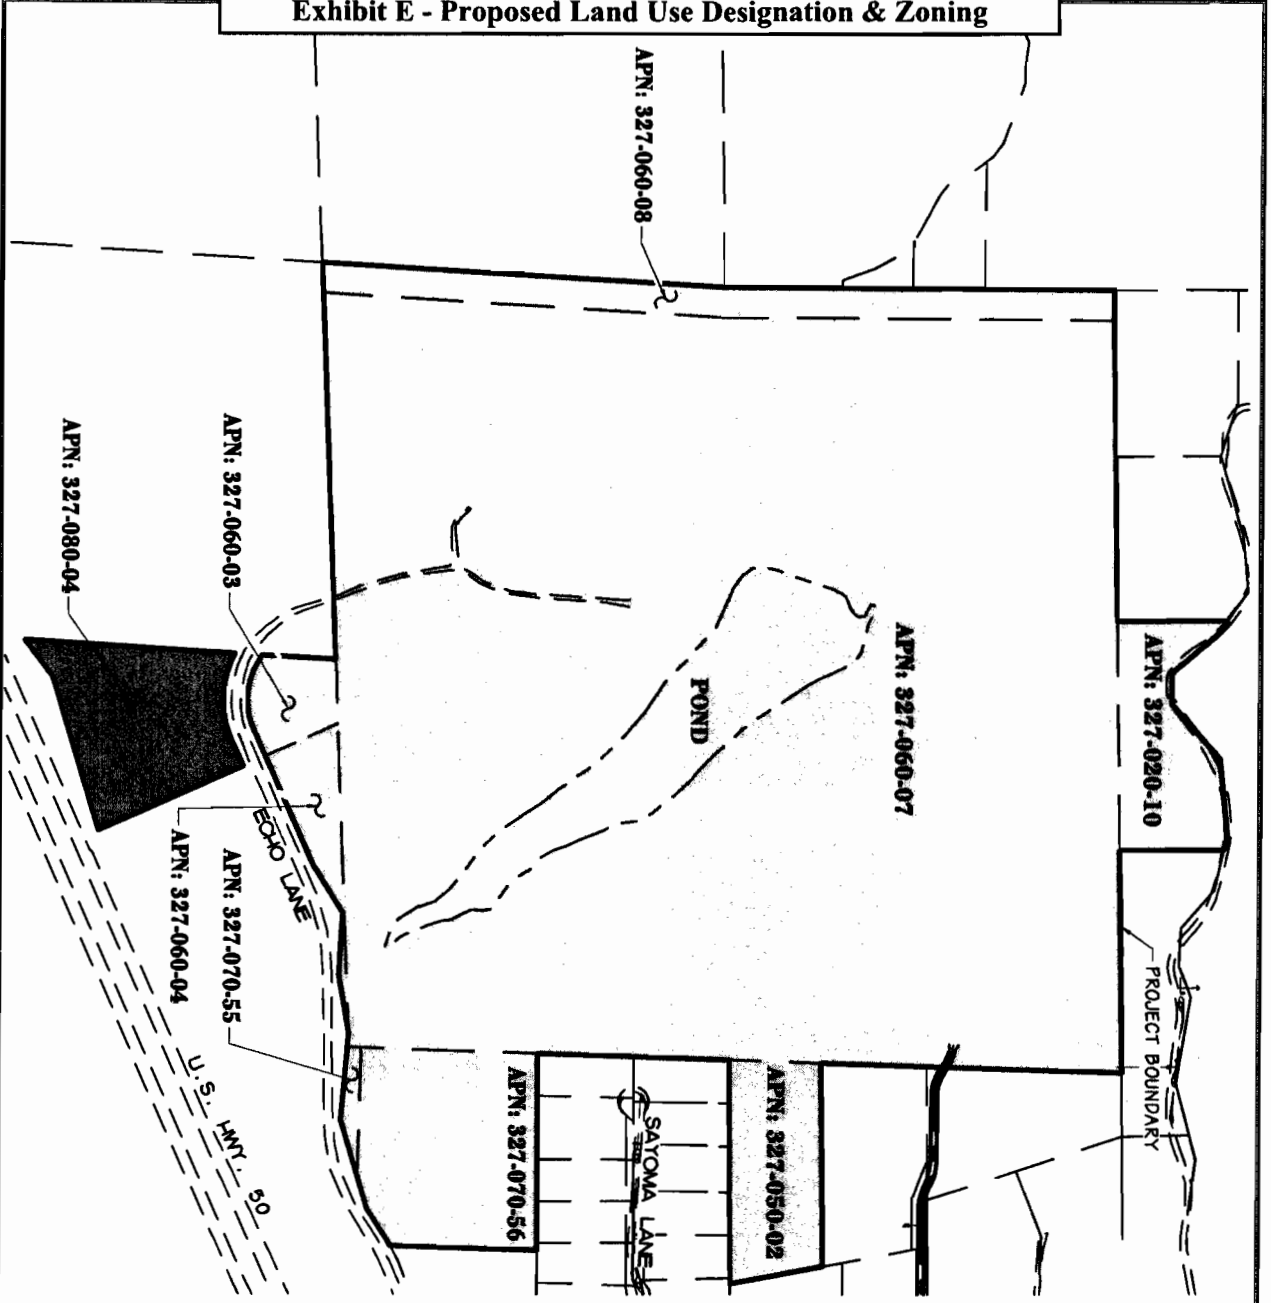 Exhibit E - Proposed Land Use Designation & Zoning
APN: 327-060-08
APN: 327-020-10
APN: 327-060-07
POND
PROJECT BOUNDARY
APN: 327-060-03
APN: 327-080-04
ECHO LANE
APN: 327-070-55
APN: 327-060-04
U.S. HWY. 50
APN: 327-070-56
SAYOMA LANE
APN: 327-050-02